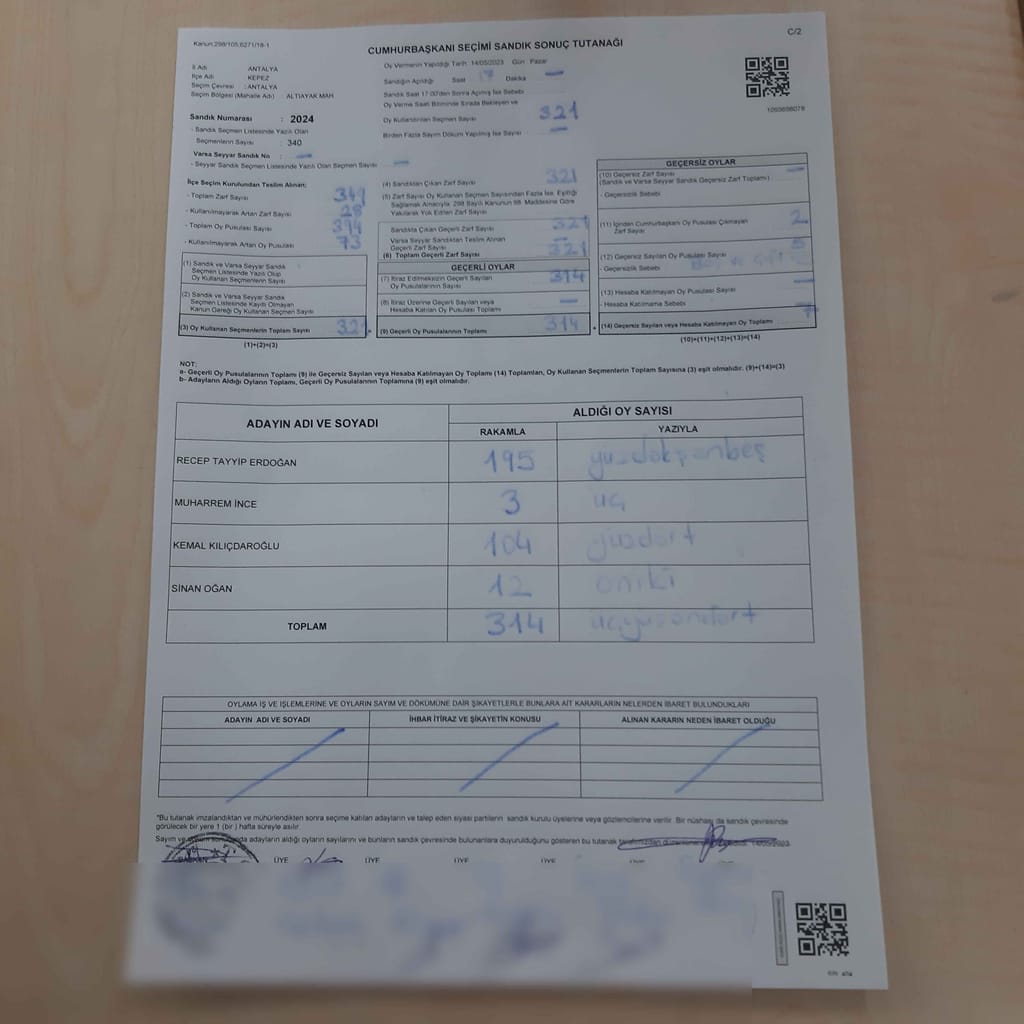 Kanun:298/105,6271/18-1
C/2
CUMHURBAŞKANI SEÇİMİ SANDIK SONUÇ TUTANAĞI
İl Adı ANTALYA
İlçe Adı KEPEZ
Seçim Çevresi : ANTALYA
Seçim Bölgesi (Mahalle Adı) ALTIAYAK MAH
Sandık Numarası : 2024
- Sandık Seçmen Listesinde Yazılı Olan
Seçmenlerin Sayısı : 340
Varsa Seyyar Sandık No : —
- Seyyar Sandık Seçmen Listesinde Yazılı Olan Seçmen Sayısı —
Oy Vermenin Yapıldığı Tarih 14/05/2023 Gün Pazar
Sandığın Açıldığı Saat 17 Dakika —
Sandık Saat 17:00'den Sonra Açılmış İse Sebebi
Oy Verme Saati Bitiminde Sırada Bekleyen ve
Oy Kullandırılan Seçmen Sayısı 321
Birden Fazla Sayım Döküm Yapılmış İse Sayısı —
İlçe Seçim Kurulundan Teslim Alınan;
- Toplam Zarf Sayısı 349
- Kullanılmayarak Artan Zarf Sayısı 28
- Toplam Oy Pusulası Sayısı 394
- Kullanılmayarak Artan Oy Pusulası 73
(1) Sandık ve Varsa Seyyar Sandık
Seçmen Listesinde Yazılı Olup
Oy Kullanan Seçmenlerin Sayısı
(2) Sandık ve Varsa Seyyar Sandık
Seçmen Listesinde Kayıtlı Olmayan
Kanun Gereği Oy Kullanan Seçmen Sayısı
(3) Oy Kullanan Seçmenlerin Toplam Sayısı 321
(1)+(2)=(3)
(4) Sandıktan Çıkan Zarf Sayısı 321
(5) Zarf Sayısı Oy Kullanan Seçmen Sayısından Fazla İse, Eşitliği
Sağlamak Amacıyla; 298 Sayılı Kanunun 98. Maddesine Göre
Yakılarak Yok Edilen Zarf Sayısı
Sandıkta Çıkan Geçerli Zarf Sayısı 321
Varsa Seyyar Sandıktan Teslim Alınan
Geçerli Zarf Sayısı —
(6) Toplam Geçerli Zarf Sayısı 321
GEÇERLİ OYLAR
(7) İtiraz Edilmeksizin Geçerli Sayılan 314
Oy Pusulalarının Sayısı
(8) İtiraz Üzerine Geçerli Sayılan veya —
Hesaba Katılan Oy Pusulası Sayısı
(9) Geçerli Oy Pusulalarının Toplamı 314
GEÇERSİZ OYLAR
(10) Geçersiz Zarf Sayısı —
(Sandık ve Varsa Seyyar Sandık Geçersiz Zarf Toplamı)
- Geçersizlik Sebebi
(11) İçinden Cumhurbaşkanı Oy Pusulası Çıkmayan 2
Zarf Sayısı
(12) Geçersiz Sayılan Oy Pusulası Sayısı 5
- Geçersizlik Sebebi
(13) Hesaba Katılmayan Oy Pusulası Sayısı —
- Hesaba Katılmama Sebebi
(14) Geçersiz Sayılan veya Hesaba Katılmayan Oy Toplamı 7
(10)+(11)+(12)+(13)=(14)
NOT:
a- Geçerli Oy Pusulalarının Toplamı (9) ile Geçersiz Sayılan veya Hesaba Katılmayan Oy Toplamı (14) Toplamları, Oy Kullanan Seçmenlerin Toplam Sayısına (3) eşit olmalıdır. (9)+(14)=(3)
b- Adayların Aldığı Oyların Toplamı, Geçerli Oy Pusulalarının Toplamına (9) eşit olmalıdır.
ADAYIN ADI VE SOYADI
ALDIĞI OY SAYISI
RAKAMLA YAZIYLA
RECEP TAYYİP ERDOĞAN 195 yüzdoksanbeş
MUHARREM İNCE 3 üç
KEMAL KILIÇDAROĞLU 104 yüzdört
SİNAN OĞAN 12 oniki
TOPLAM 314 üçyüzondört
OYLAMA İŞ VE İŞLEMLERİNE VE OYLARIN SAYIM VE DÖKÜMÜNE DAİR ŞİKAYETLERLE BUNLARA AİT KARARLARIN NELERDEN İBARET BULUNDUKLARI
ADAYIN ADI VE SOYADI İHBAR İTİRAZ VE ŞİKAYETİN KONUSU ALINAN KARARIN NEDEN İBARET OLDUĞU
*Bu tutanak imzalandıktan ve mühürlendikten sonra seçime katılan adayların ve talep eden siyasi partilerin sandık kurulu üyelerine veya gözlemcilerine verilir. Bir nüshası da sandık çevresinde
görülecek bir yere 1 (bir) hafta süreyle asılır.
Sayım ve adayların aldığı oyların sayılarını ve bunların sandık çevresinde bulunanlara duyurulduğunu gösteren bu tutanak tarafımızdan 14/05/2023
BAŞKAN ÜYE ÜYE ÜYE ÜYE ÜYE ÜYE